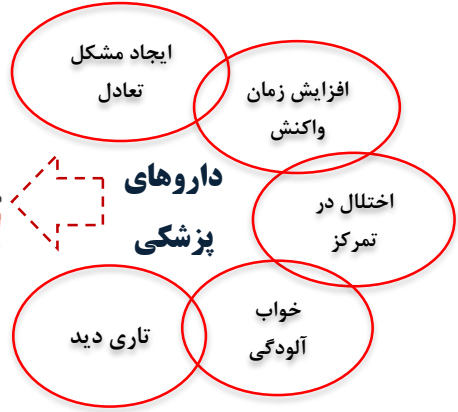 ایجاد مشکل
تعادل
افزایش زمان
واکنش
داروهای
پزشکی
اختلال در
تمرکز
خواب
آلودگی
تاری دید